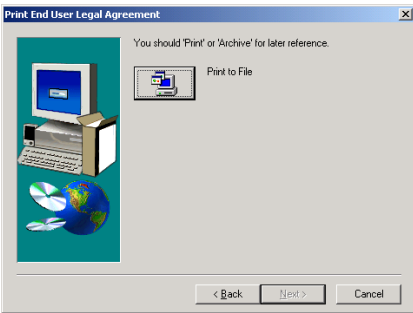 Print End User Legal Agreement
You should 'Print' or 'Archive' for later reference.
Print to File
< Back
Next >
Cancel